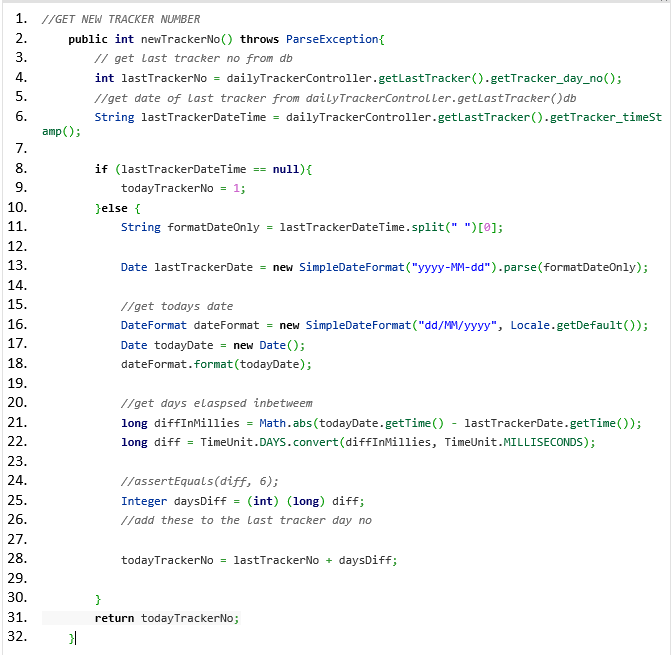 1. //GET NEW TRACKER NUMBER
2. public int newTrackerNo() throws ParseException{
3. // get last tracker no from db
4. int lastTrackerNo = dailyTrackerController.getLastTracker().getTracker_day_no();
5. //get date of last tracker from dailyTrackerController.getLastTracker()db
6. String lastTrackerDateTime = dailyTrackerController.getLastTracker().getTracker_timeSt
amp();
7.
8. if (lastTrackerDateTime == null){
9. todayTrackerNo = 1;
10. }else {
11. String formatDateOnly = lastTrackerDateTime.split(" ")[0];
12.
13. Date lastTrackerDate = new SimpleDateFormat("yyyy-MM-dd").parse(formatDateOnly);
14.
15. //get todays date
16. DateFormat dateFormat = new SimpleDateFormat("dd/MM/yyyy", Locale.getDefault());
17. Date todayDate = new Date();
18. dateFormat.format(todayDate);
19.
20. //get days elaspsed inbetweem
21. long diffInMillies = Math.abs(todayDate.getTime() - lastTrackerDate.getTime());
22. long diff = TimeUnit.DAYS.convert(diffInMillies, TimeUnit.MILLISECONDS);
23.
24. //assertEquals(diff, 6);
25. Integer daysDiff = (int) (long) diff;
26. //add these to the last tracker day no
27.
28. todayTrackerNo = lastTrackerNo + daysDiff;
29.
30. }
31. return todayTrackerNo;
32. }